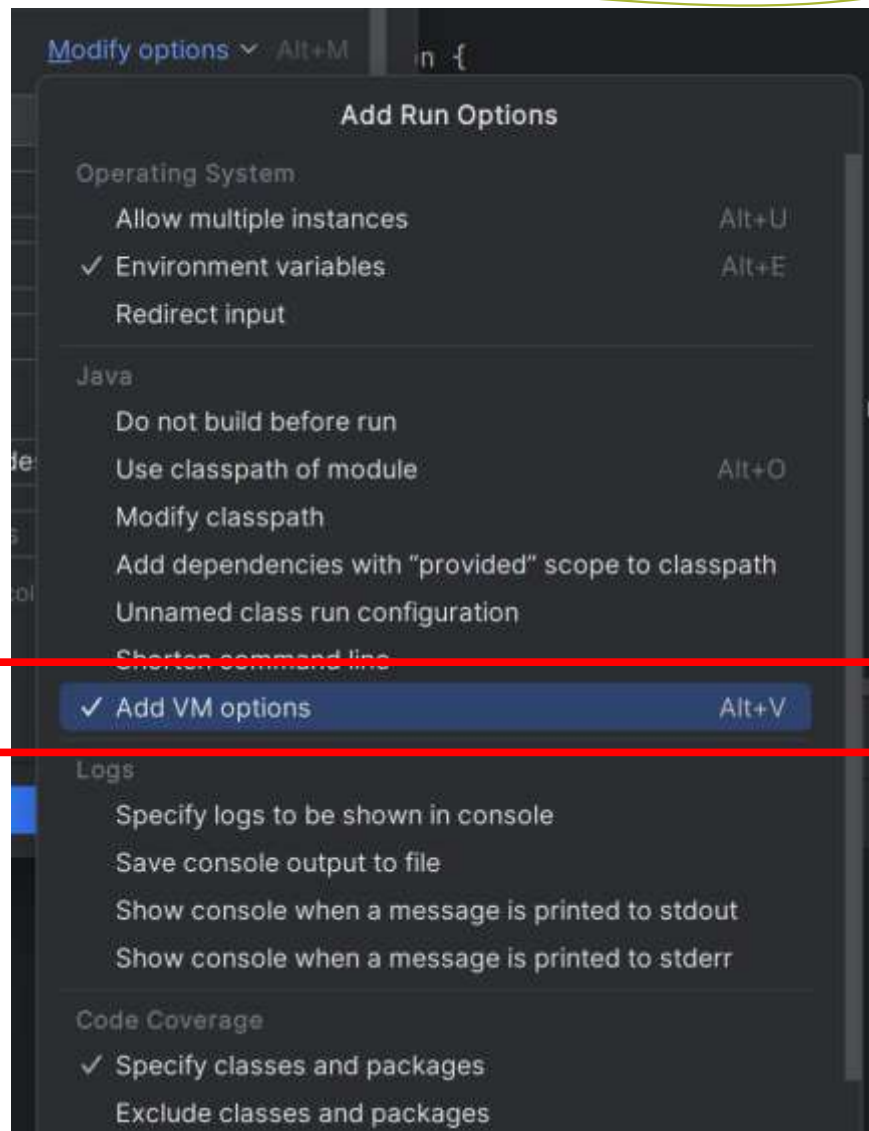 Modify options Alt+M
n {
Add Run Options
Operating System
Allow multiple instances Alt+U
✓ Environment variables Alt+E
Redirect input
Java
Do not build before run
Use classpath of module Alt+O
Modify classpath
Add dependencies with “provided” scope to classpath
Unnamed class run configuration
Shorten command line
✓ Add VM options Alt+V
Logs
Specify logs to be shown in console
Save console output to file
Show console when a message is printed to stdout
Show console when a message is printed to stderr
Code Coverage
✓ Specify classes and packages
Exclude classes and packages